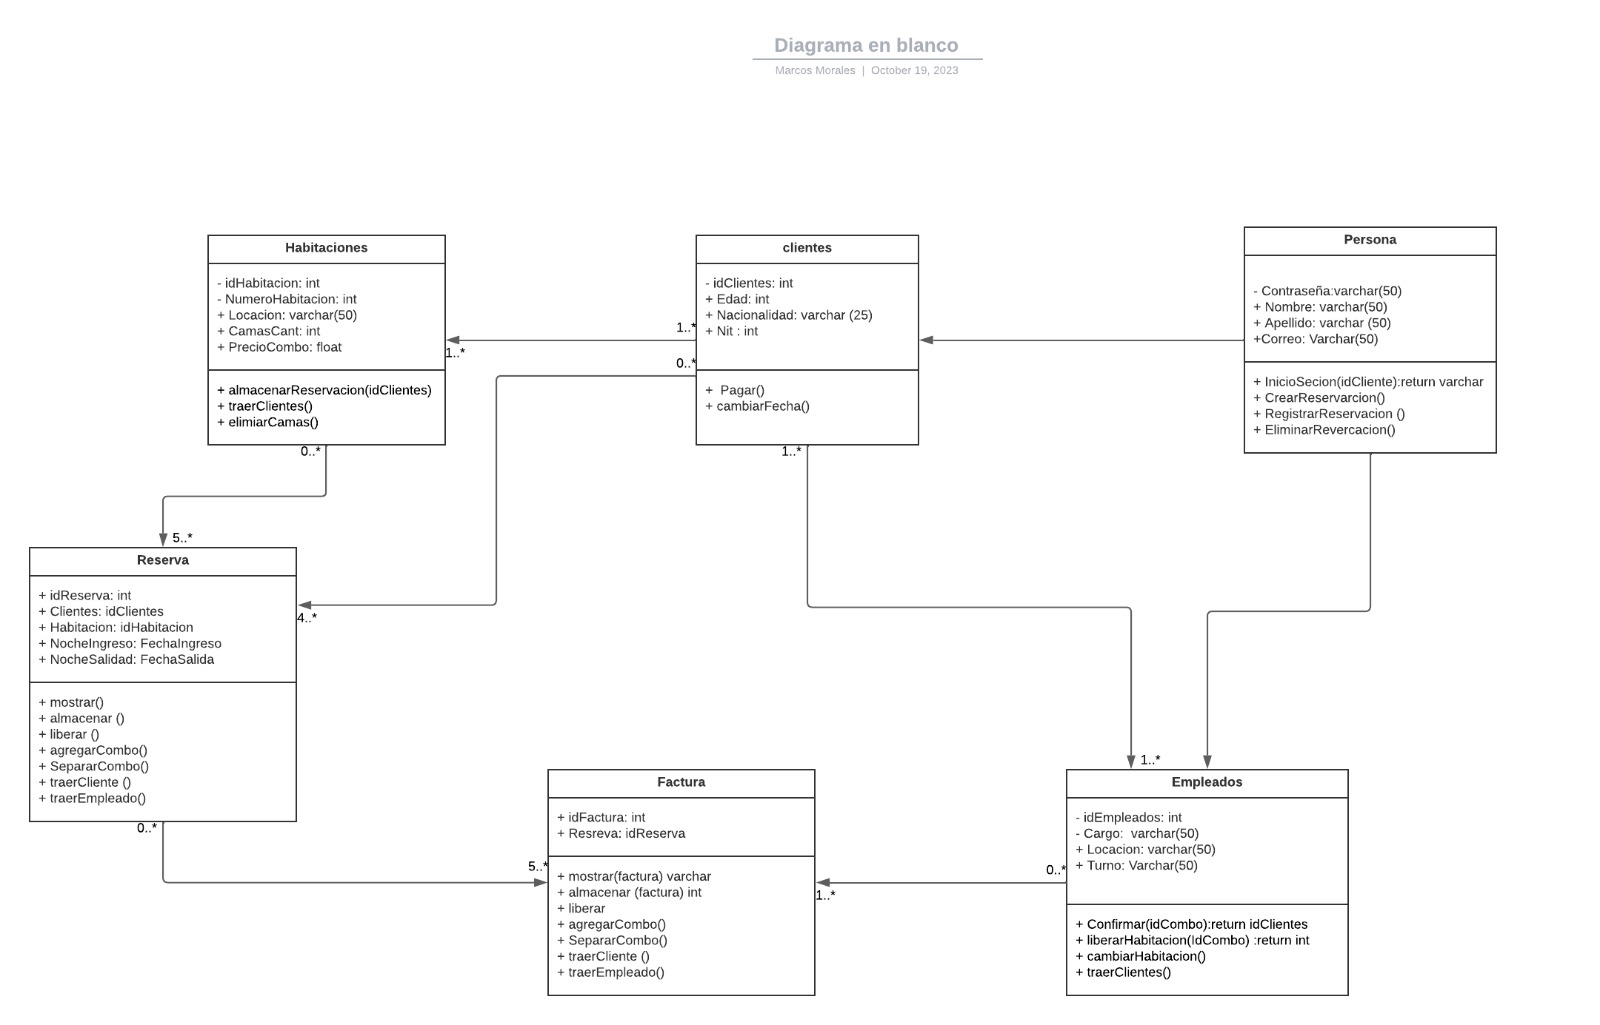 Diagrama en blanco
Marcos Morales | October 19, 2023
Habitaciones
- idHabitacion: int
- NumeroHabitacion: int
+ Locacion: varchar(50)
+ CamasCant: int
+ PrecioCombo: float
+ almacenarReservacion(idClientes)
+ traerClientes()
+ elimiarCamas()
0..*
1..*
clientes
- idClientes: int
+ Edad: int
+ Nacionalidad: varchar (25)
+ Nit : int
+ Pagar()
+ cambiarFecha()
1..*
0..*
1..*
Persona
- Contraseña:varchar(50)
+ Nombre: varchar(50)
+ Apellido: varchar (50)
+Correo: Varchar(50)
+ InicioSecion(idCliente):return varchar
+ CrearReservarcion()
+ RegistrarReservacion ()
+ EliminarRevercacion()
5..*
Reserva
+ idReserva: int
+ Clientes: idClientes
+ Habitacion: idHabitacion
+ NocheIngreso: FechaIngreso
+ NocheSalidad: FechaSalida
+ mostrar()
+ almacenar ()
+ liberar ()
+ agregarCombo()
+ SepararCombo()
+ traerCliente ()
+ traerEmpleado()
4..*
0..*
Factura
+ idFactura: int
+ Resreva: idReserva
+ mostrar(factura) varchar
+ almacenar (factura) int
+ liberar
+ agregarCombo()
+ SepararCombo()
+ traerCliente ()
+ traerEmpleado()
5..*
1..*
1..*
Empleados
- idEmpleados: int
- Cargo: varchar(50)
+ Locacion: varchar(50)
+ Turno: Varchar(50)
+ Confirmar(idCombo):return idClientes
+ liberarHabitacion(IdCombo) :return int
+ cambiarHabitacion()
+ traerClientes()
0..*